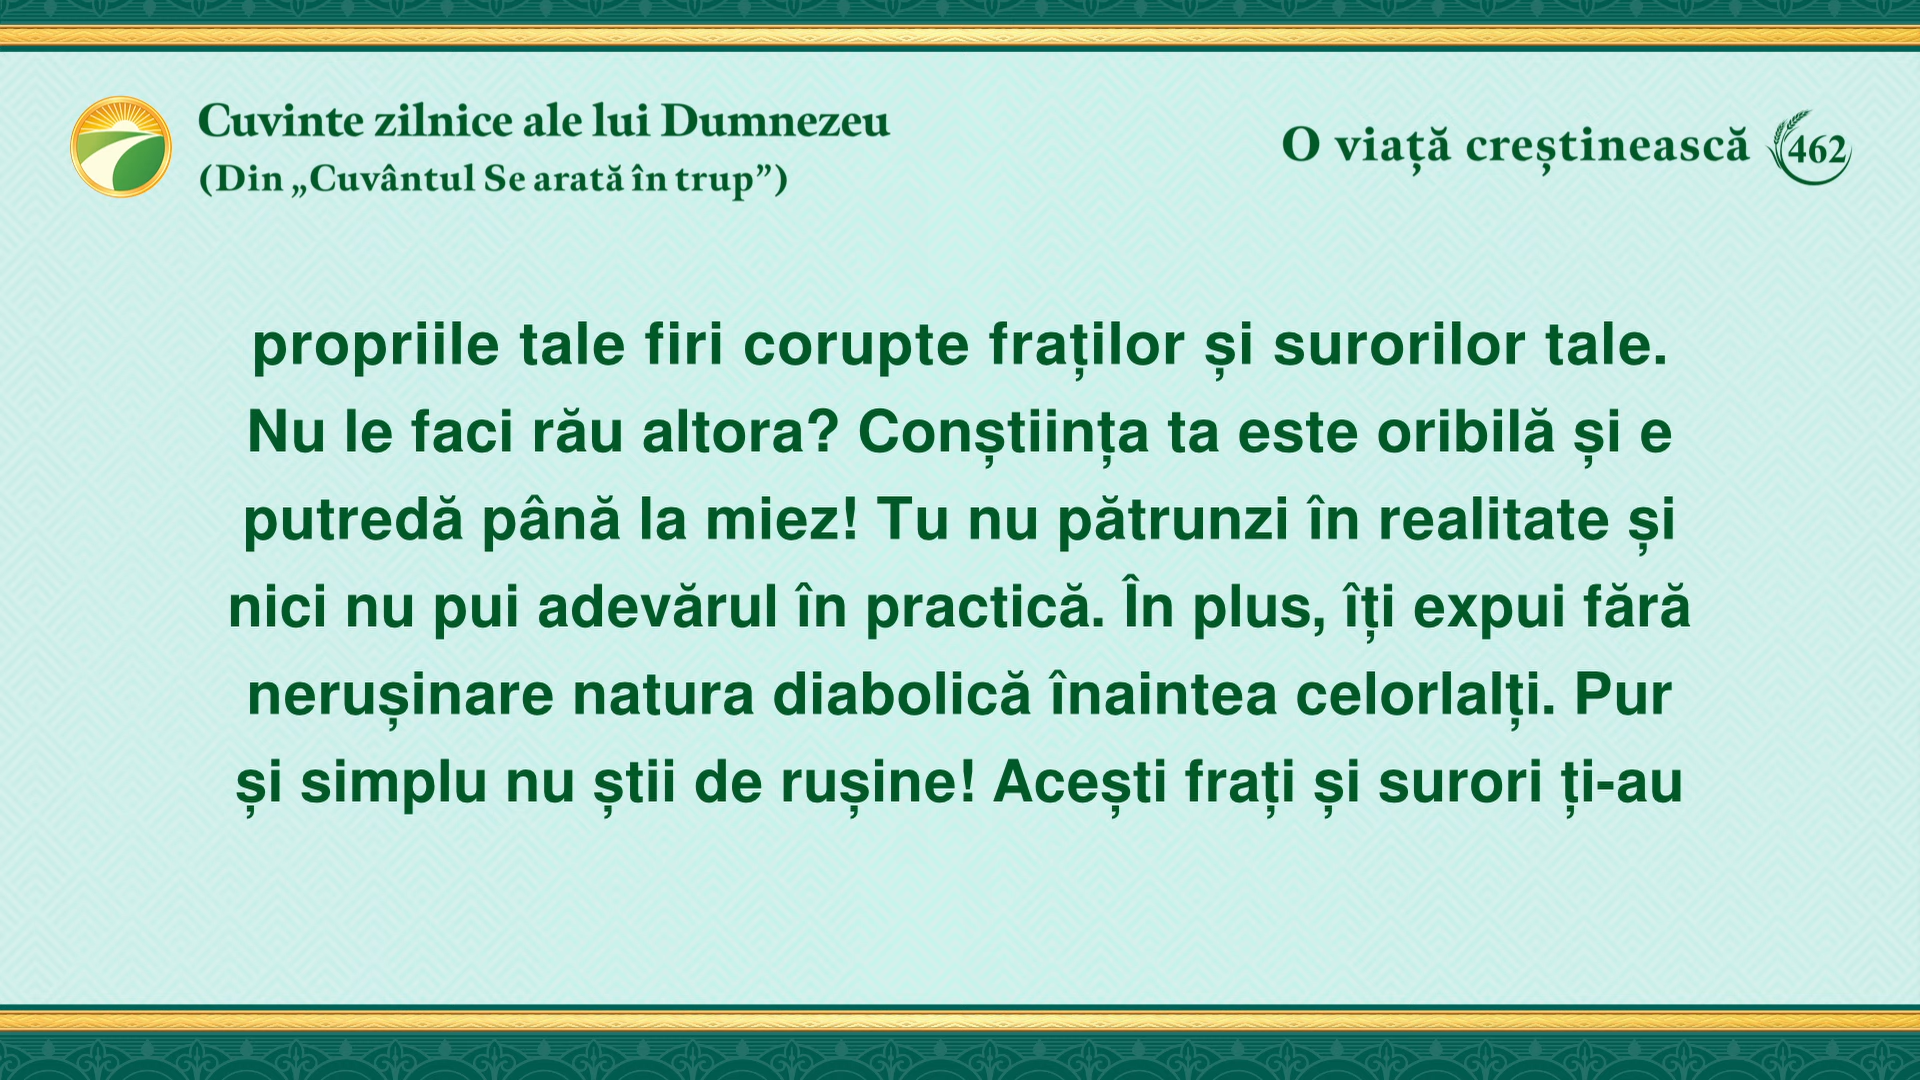 Cuvinte zilnice ale lui Dumnezeu
(Din „Cuvântul Se arată în trup”)
O viață creștinească 462
propriile tale firi corupte fraților și surorilor tale.
Nu le faci rău altora? Conștiința ta este oribilă și e
putredă până la miez! Tu nu pătrunzi în realitate și
nici nu pui adevărul în practică. În plus, îți expui fără
nerușinare natura diabolică înaintea celorlalți. Pur
și simplu nu știi de rușine! Acești frați și surori ți-au